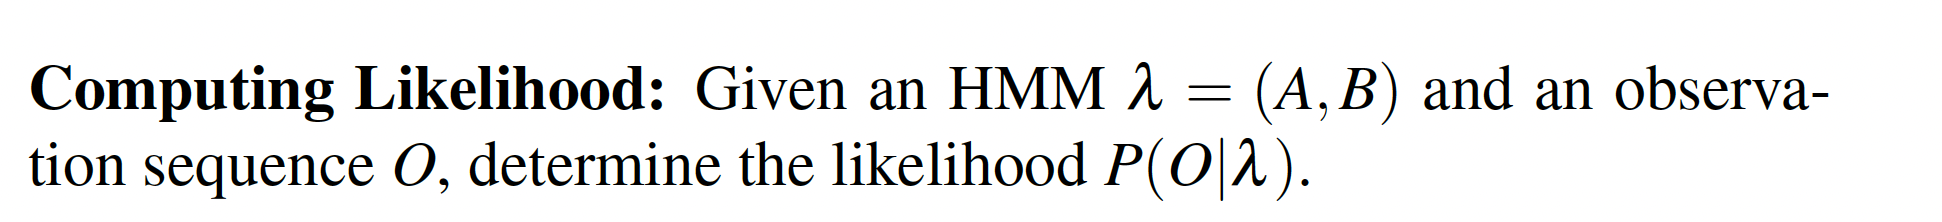 Computing Likelihood: Given an HMM λ = (A,B) and an observa-
tion sequence O, determine the likelihood P(O|λ).